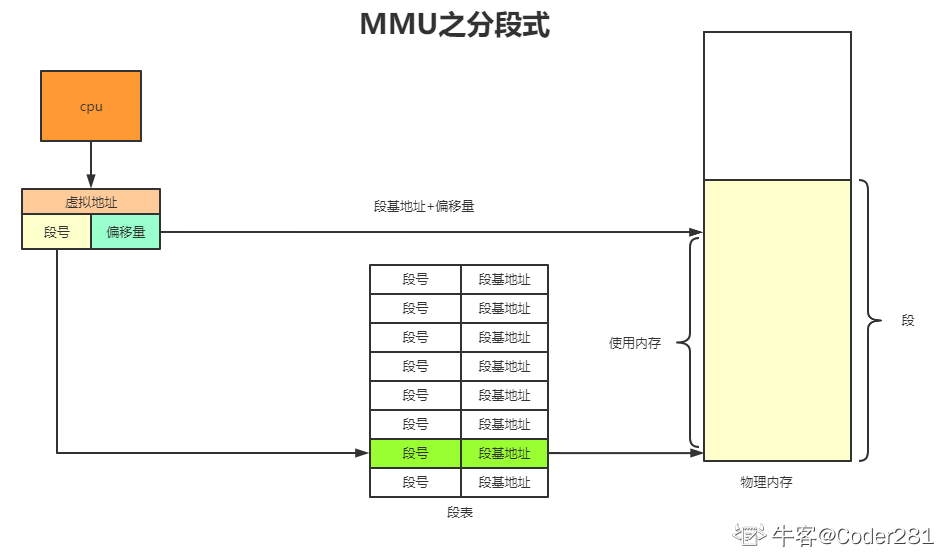 MMU之分段式
cpu
虚拟地址
段号 偏移量
段基地址+偏移量
段号 段基地址
段号 段基地址
段号 段基地址
段号 段基地址
段号 段基地址
段号 段基地址
段号 段基地址
段号 段基地址
段表
使用内存
段
物理内存
牛客@Coder281